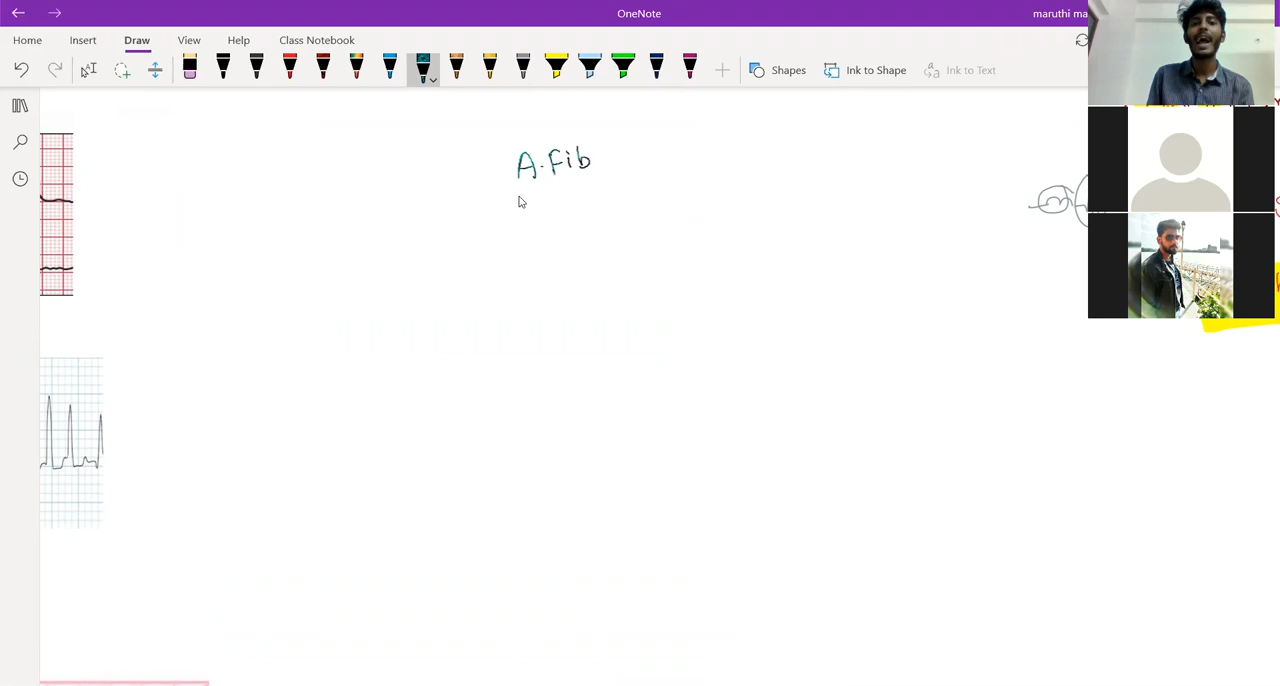 OneNote
maruthi ma
Home Insert Draw View Help Class Notebook
Shapes Ink to Shape Ink to Text
A.Fib